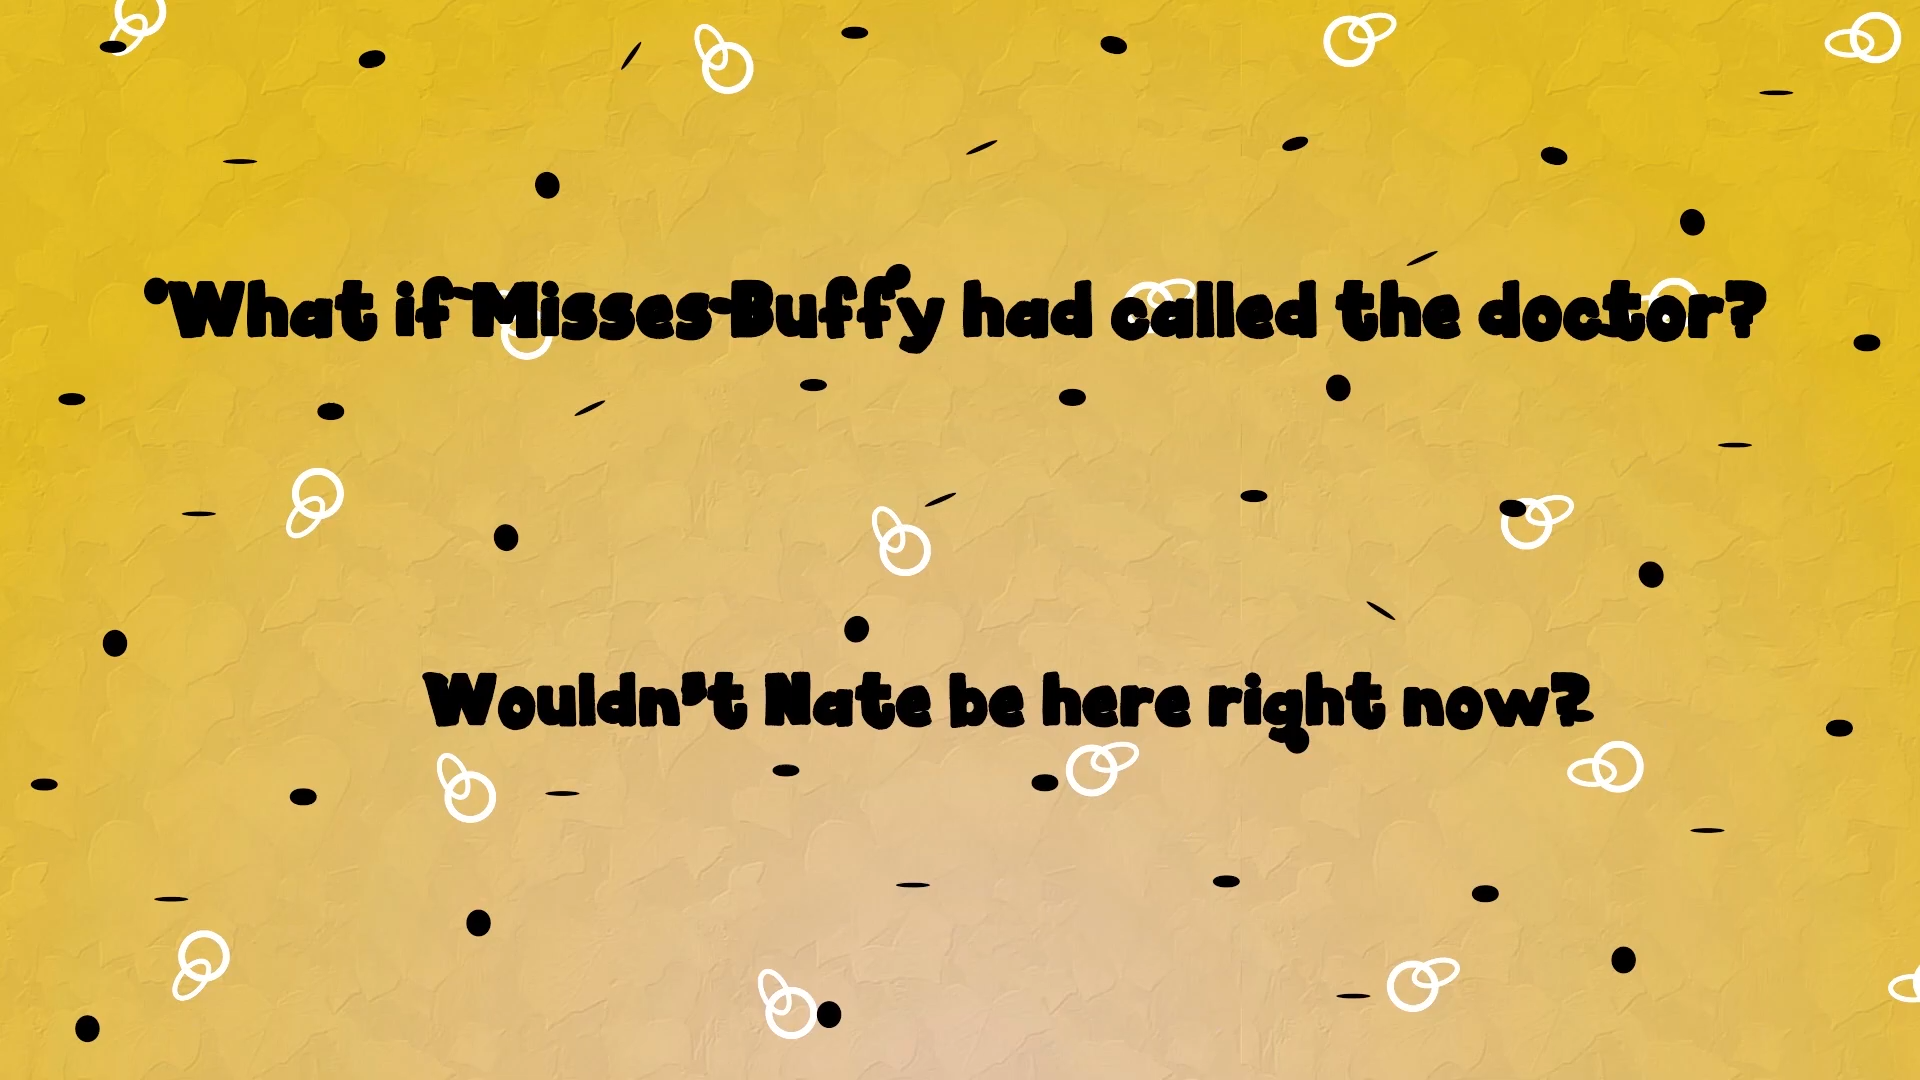 What if Misses Buffy had called the doctor?
Wouldn't Nate be here right now?